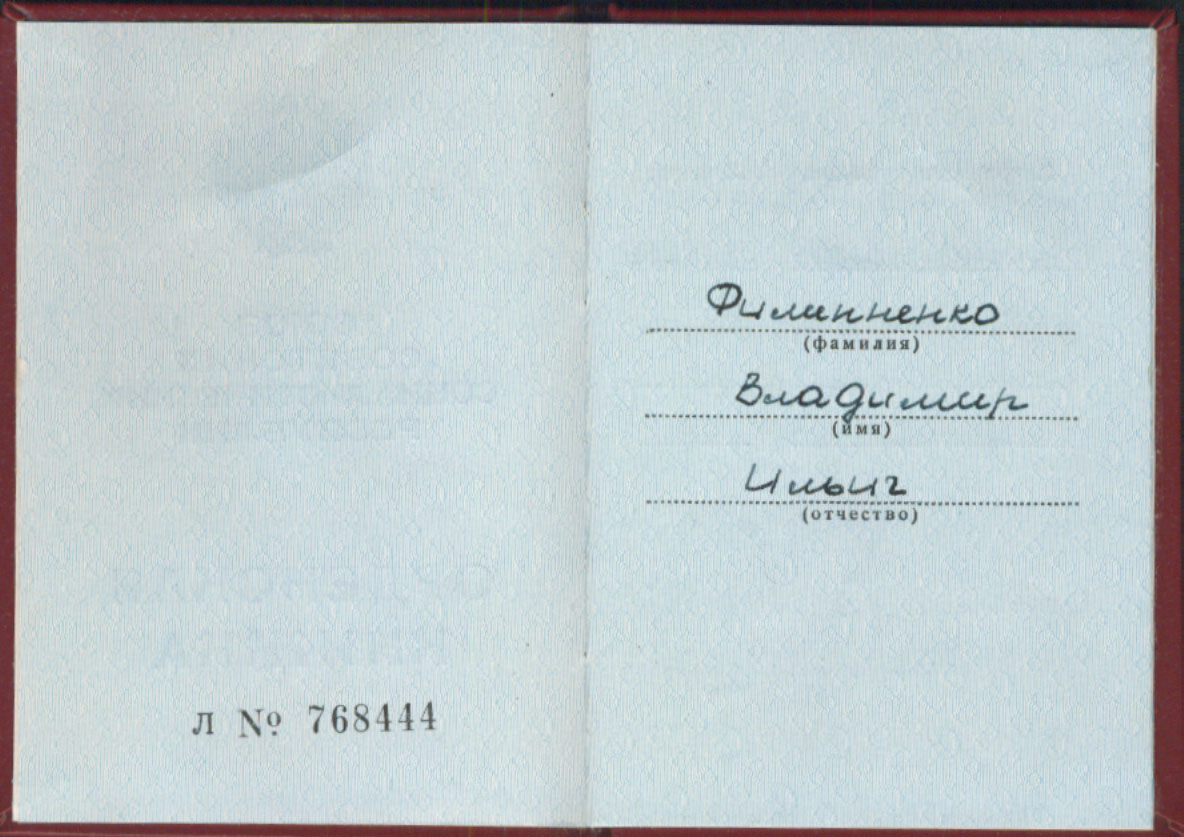 л № 768444
Филипненко
(фамилия)
Владимир
(имя)
Ильич
(отчество)